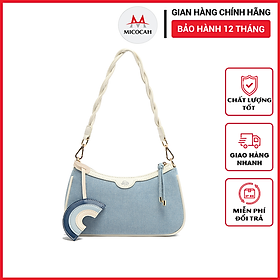 MICOCAH
GIAN HÀNG CHÍNH HÃNG
BẢO HÀNH 12 THÁNG
CHẤT LƯỢNG
TỐT
GIAO HÀNG
NHANH
MIỄN PHÍ
ĐỔI TRẢ